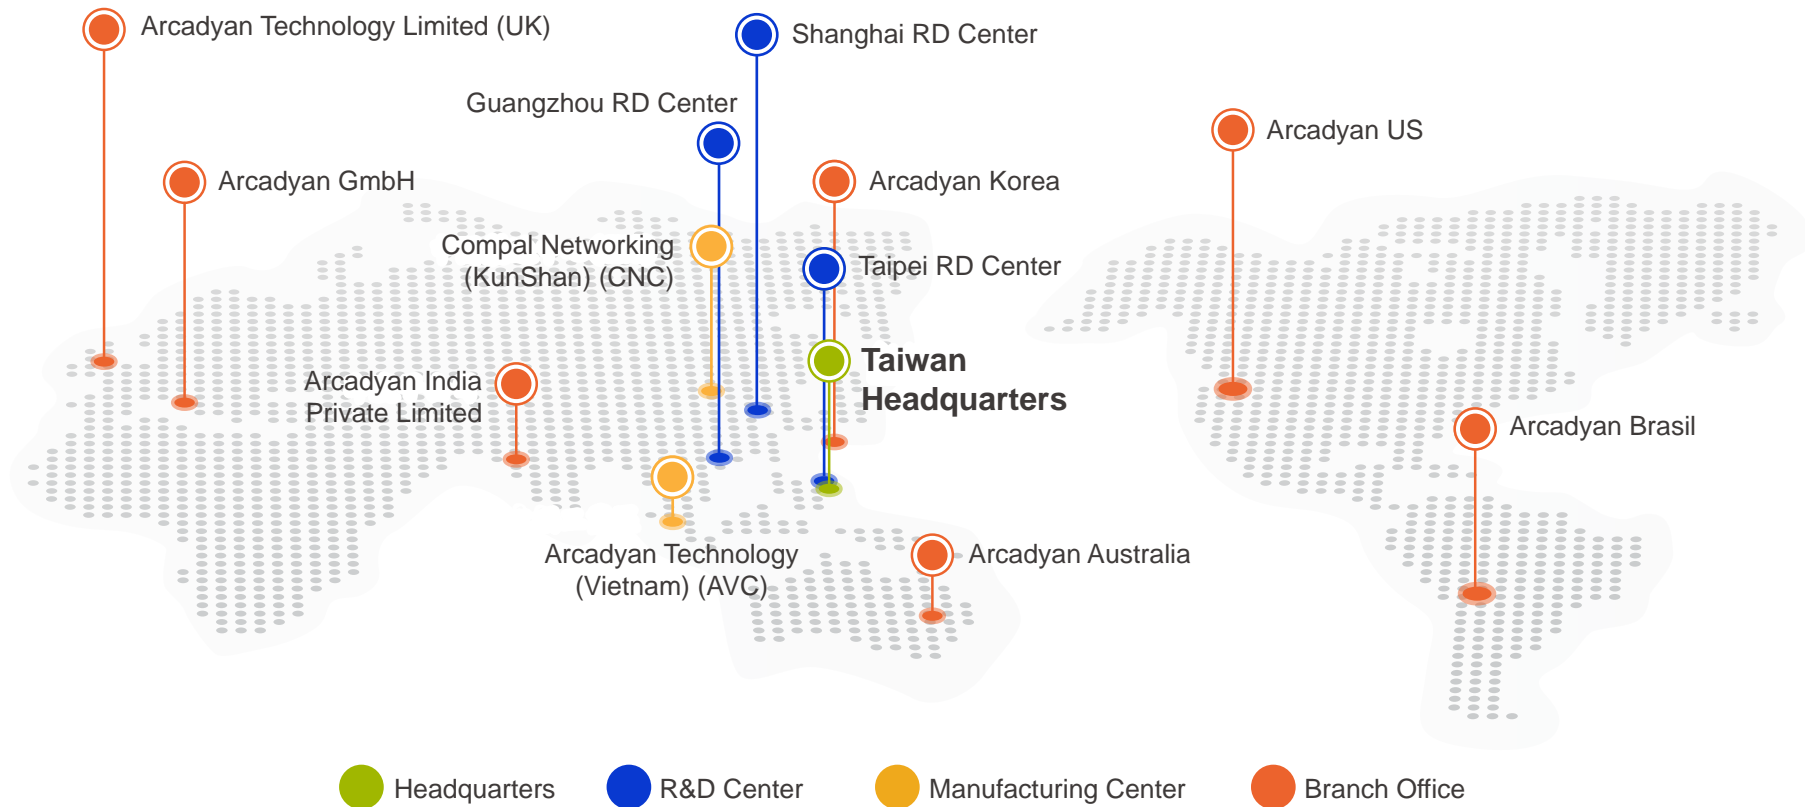 Arcadyan Technology Limited (UK)
Shanghai RD Center
Guangzhou RD Center
Arcadyan US
Arcadyan GmbH
Arcadyan Korea
Compal Networking
(KunShan) (CNC)
Taipei RD Center
Taiwan
Headquarters
Arcadyan India
Private Limited
Arcadyan Brasil
Arcadyan Technology
(Vietnam) (AVC)
Arcadyan Australia
Headquarters
R&D Center
Manufacturing Center
Branch Office